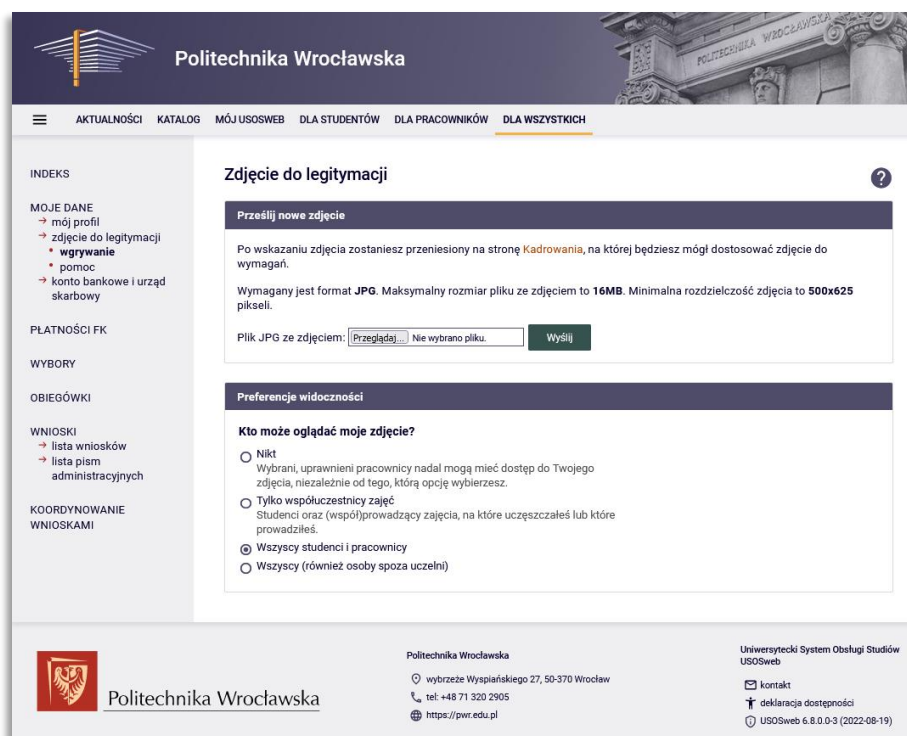 Politechnika Wrocławska
POLITECHNIKA WROCŁAWSKA
AKTUALNOŚCI KATALOG MÓJ USOSWEB DLA STUDENTÓW DLA PRACOWNIKÓW DLA WSZYSTKICH
INDEKS
MOJE DANE
mój profil
zdjęcie do legitymacji
wgrywanie
pomoc
konto bankowe i urząd
skarbowy
PŁATNOŚCI FK
WYBORY
OBIEGÓWKI
WNIOSKI
lista wniosków
lista pism
administracyjnych
KOORDYNOWANIE
WNIOSKAMI
Zdjęcie do legitymacji
?
Prześlij nowe zdjęcie
Po wskazaniu zdjęcia zostaniesz przeniesiony na stronę Kadrowania, na której będziesz mógł dostosować zdjęcie do
wymagań.
Wymagany jest format JPG. Maksymalny rozmiar pliku ze zdjęciem to 16MB. Minimalna rozdzielczość zdjęcia to 500x625
pikseli.
Plik JPG ze zdjęciem: Przeglądaj... Nie wybrano pliku. Wyślij
Preferencje widoczności
Kto może oglądać moje zdjęcie?
Nikt
Wybrani, uprawnieni pracownicy nadal mogą mieć dostęp do Twojego
zdjęcia, niezależnie od tego, którą opcję wybierzesz.
Tylko współuczestnicy zajęć
Studenci oraz (współ)prowadzący zajęcia, na które uczęszczałeś lub które
prowadziłeś.
Wszyscy studenci i pracownicy
Wszyscy (również osoby spoza uczelni)
Politechnika Wrocławska
Politechnika Wrocławska
wybrzeże Wyspiańskiego 27, 50-370 Wrocław
tel: +48 71 320 2905
https://pwr.edu.pl
Uniwersytecki System Obsługi Studiów
USOSweb
kontakt
deklaracja dostępności
USOSweb 6.8.0.0-3 (2022-08-19)